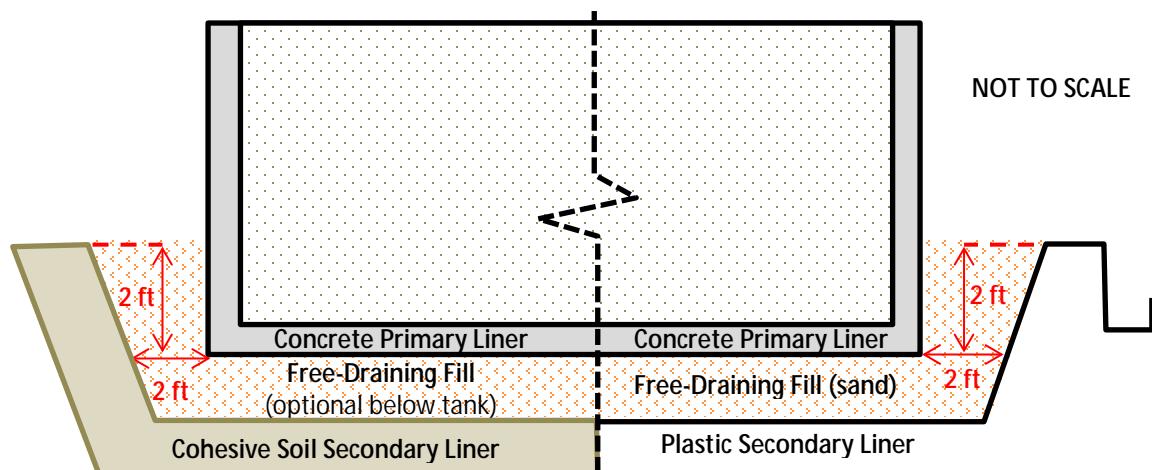 NOT TO SCALE
2 ft
2 ft
Concrete Primary Liner
Concrete Primary Liner
2 ft
2 ft
Free-Draining Fill
(optional below tank)
Free-Draining Fill (sand)
Cohesive Soil Secondary Liner
Plastic Secondary Liner